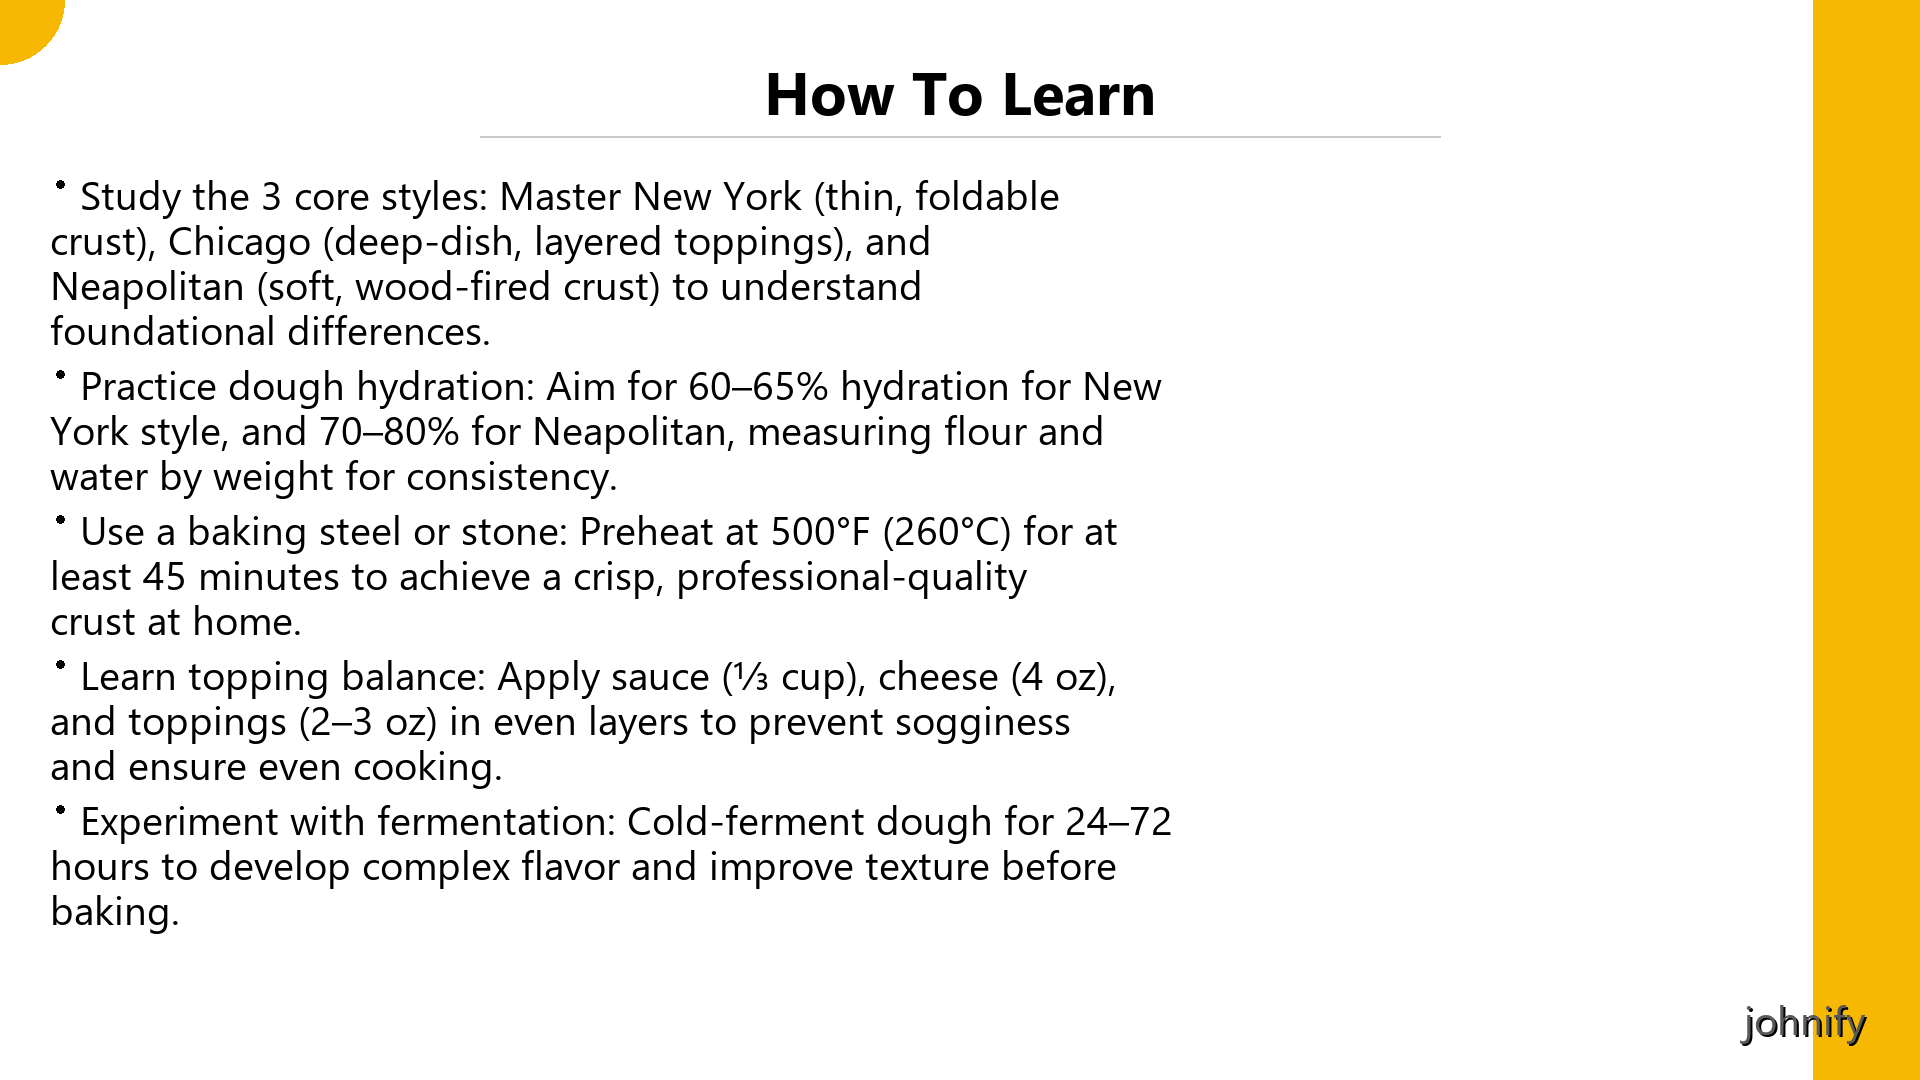 How To Learn
• Study the 3 core styles: Master New York (thin, foldable
crust), Chicago (deep-dish, layered toppings), and
Neapolitan (soft, wood-fired crust) to understand
foundational differences.
• Practice dough hydration: Aim for 60–65% hydration for New
York style, and 70–80% for Neapolitan, measuring flour and
water by weight for consistency.
• Use a baking steel or stone: Preheat at 500°F (260°C) for at
least 45 minutes to achieve a crisp, professional-quality
crust at home.
• Learn topping balance: Apply sauce (⅓ cup), cheese (4 oz),
and toppings (2–3 oz) in even layers to prevent sogginess
and ensure even cooking.
• Experiment with fermentation: Cold-ferment dough for 24–72
hours to develop complex flavor and improve texture before
baking.
johnify